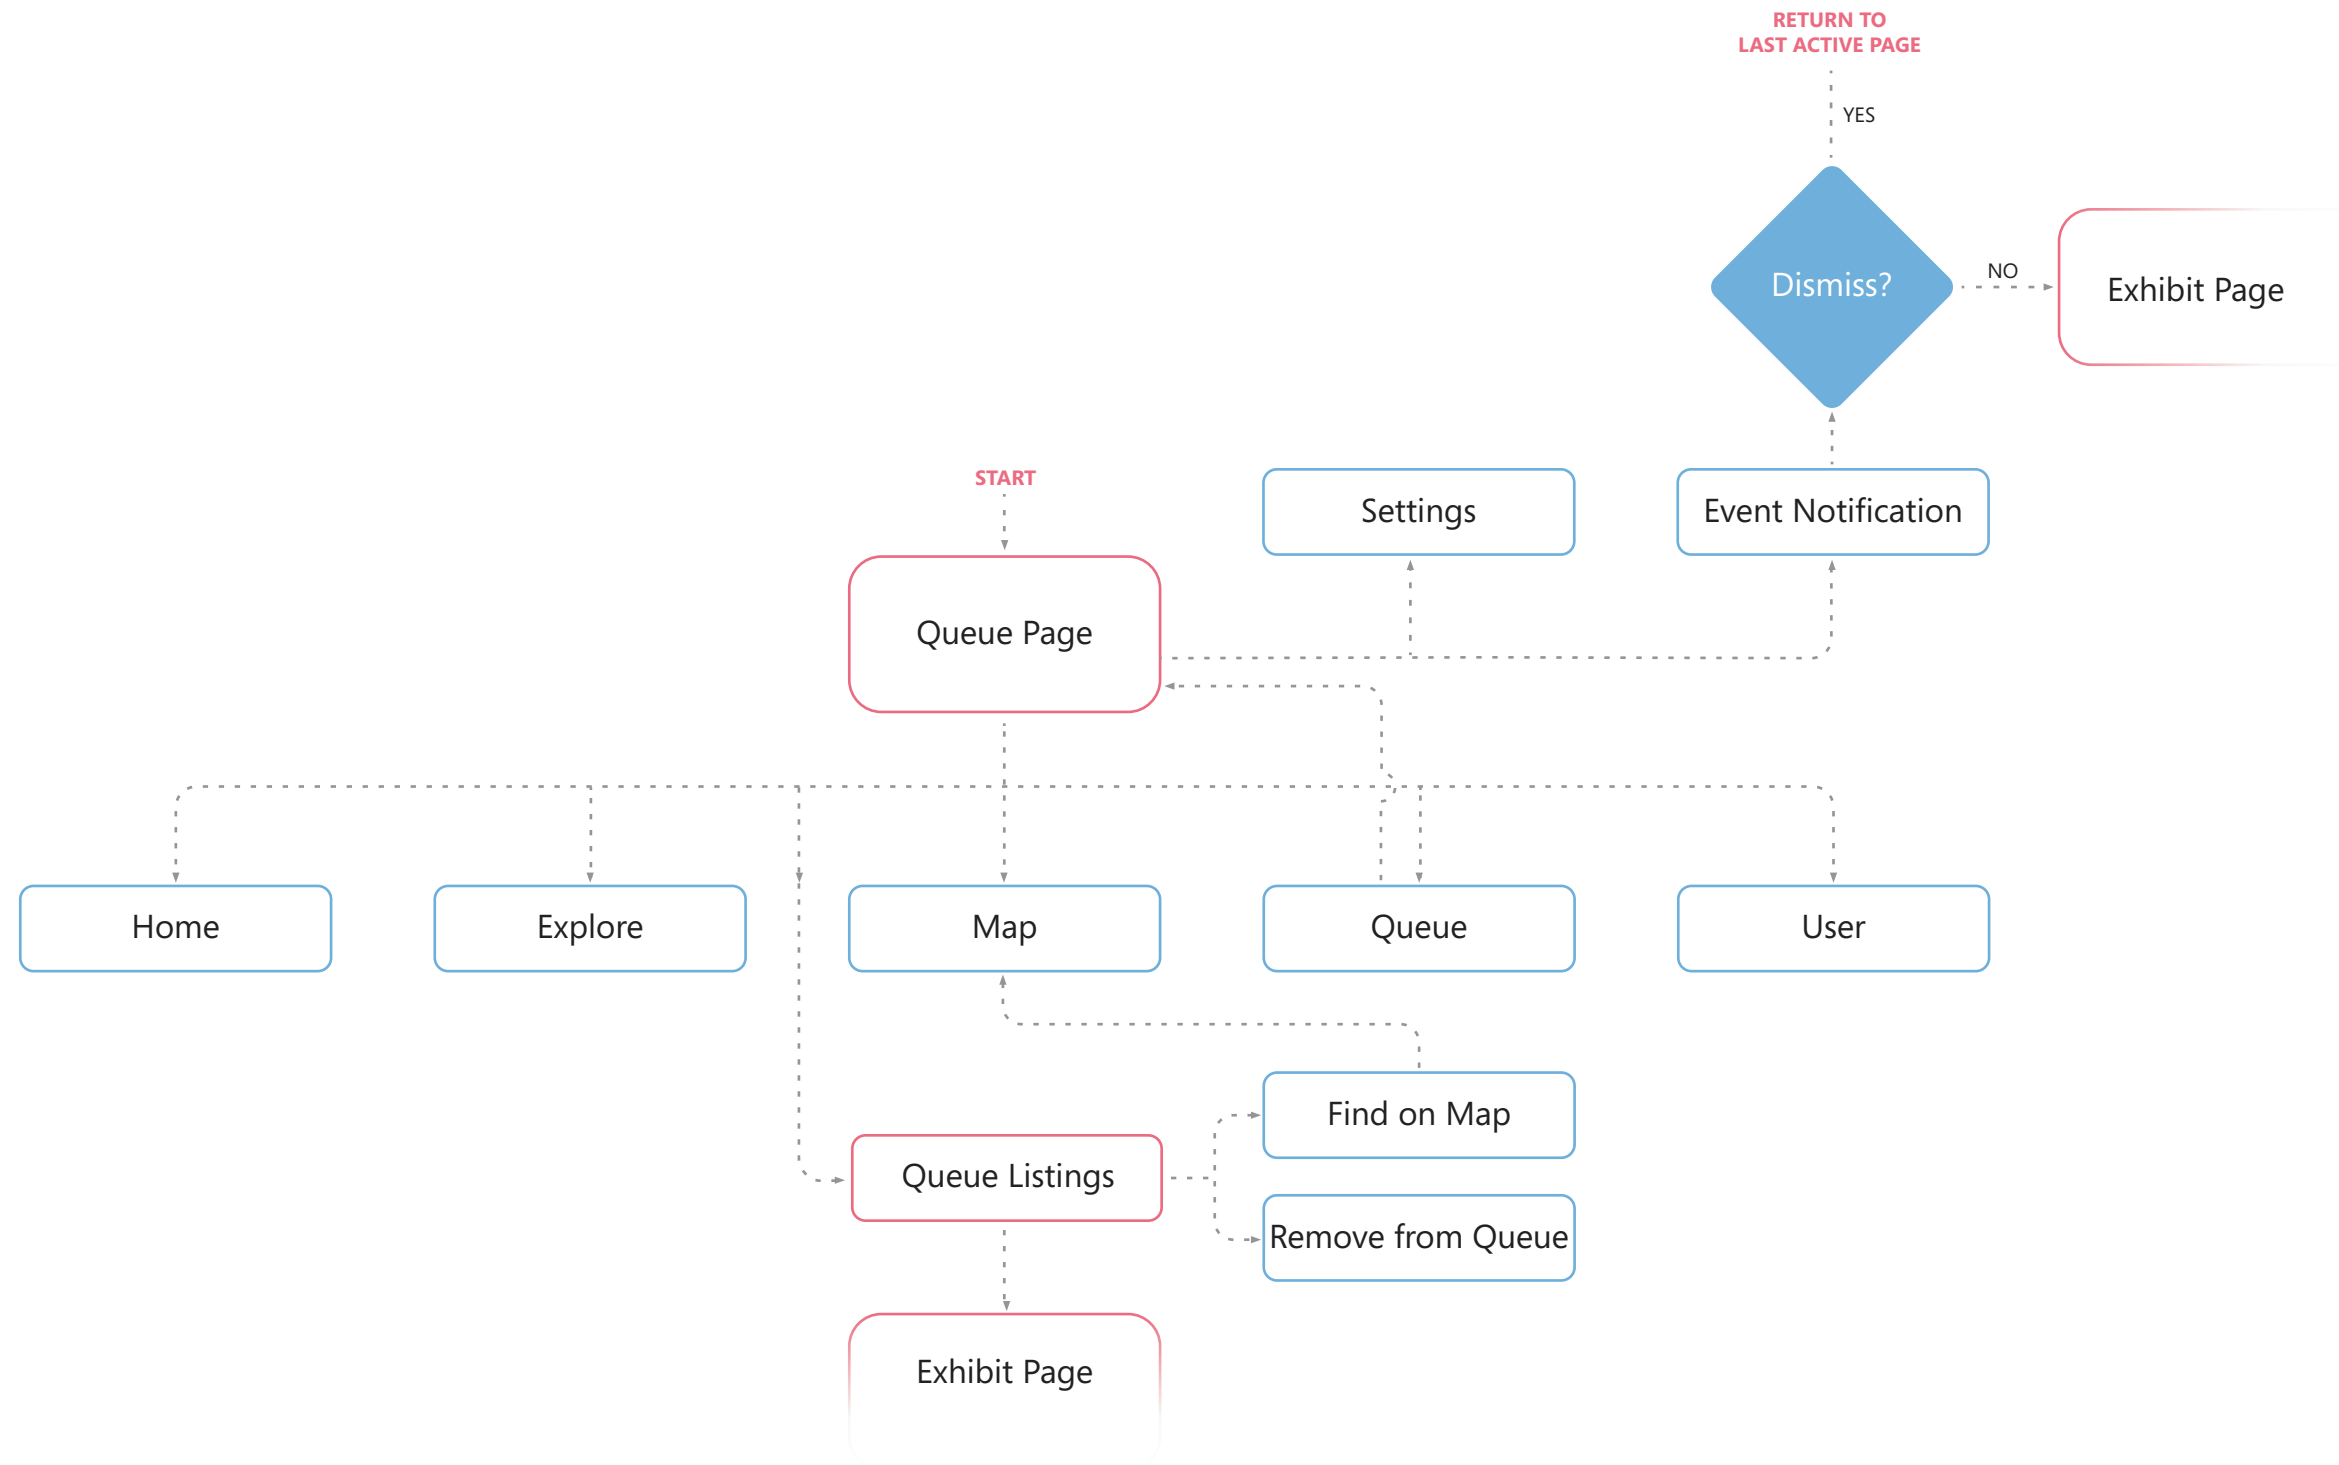 RETURN TO
LAST ACTIVE PAGE
YES
Dismiss?
NO
Exhibit Page
START
Settings
Event Notification
Queue Page
Home
Explore
Map
Queue
User
Find on Map
Queue Listings
Remove from Queue
Exhibit Page